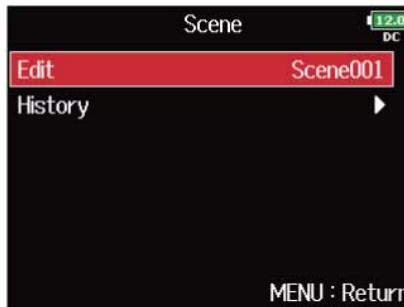 Scene
12.0
DC
Edit Scene001
History
MENU : Return